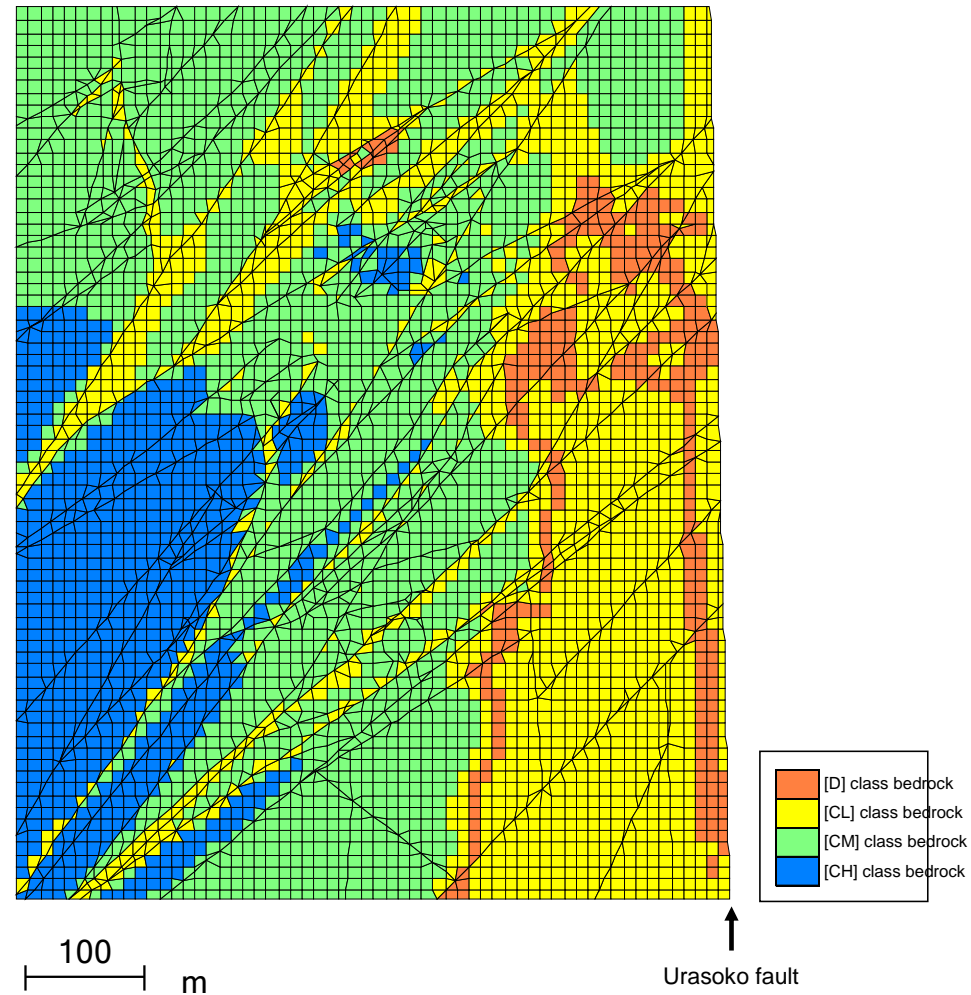 [D] class bedrock
[CL] class bedrock
[CM] class bedrock
[CH] class bedrock
100
m
Urasoko fault